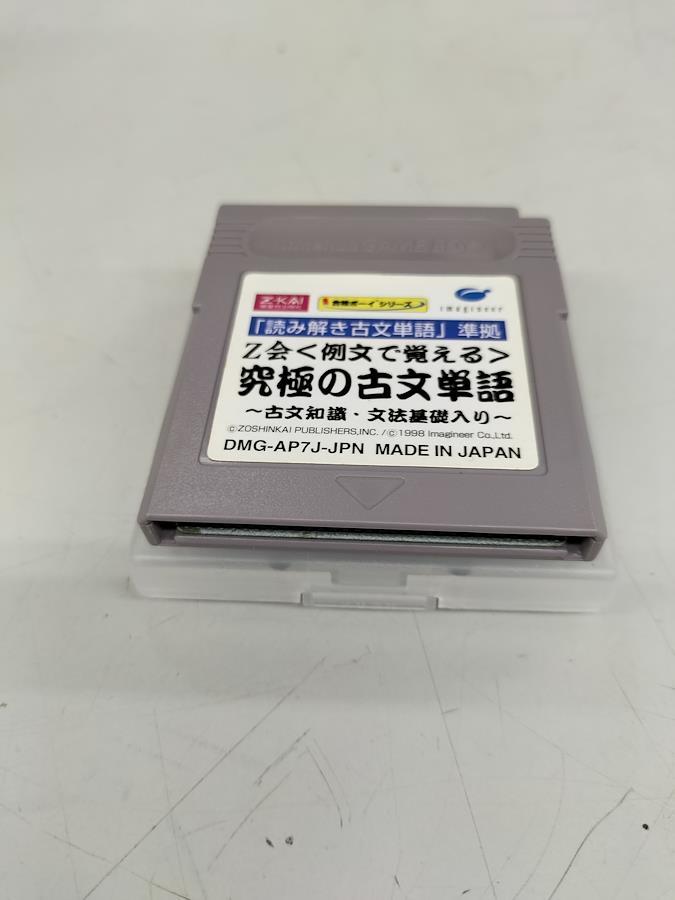 Nintendo GAME BOY
Z-KAI
合格ボーイシリーズ
imagineer
「読み解き古文単語」準拠
Z会<例文で覚える>
究極の古文単語
~古文知識・文法基礎入り~
©ZOSHINKAI PUBLISHERS,INC. /©1998 Imagineer Co.,Ltd.
DMG-AP7J-JPN MADE IN JAPAN